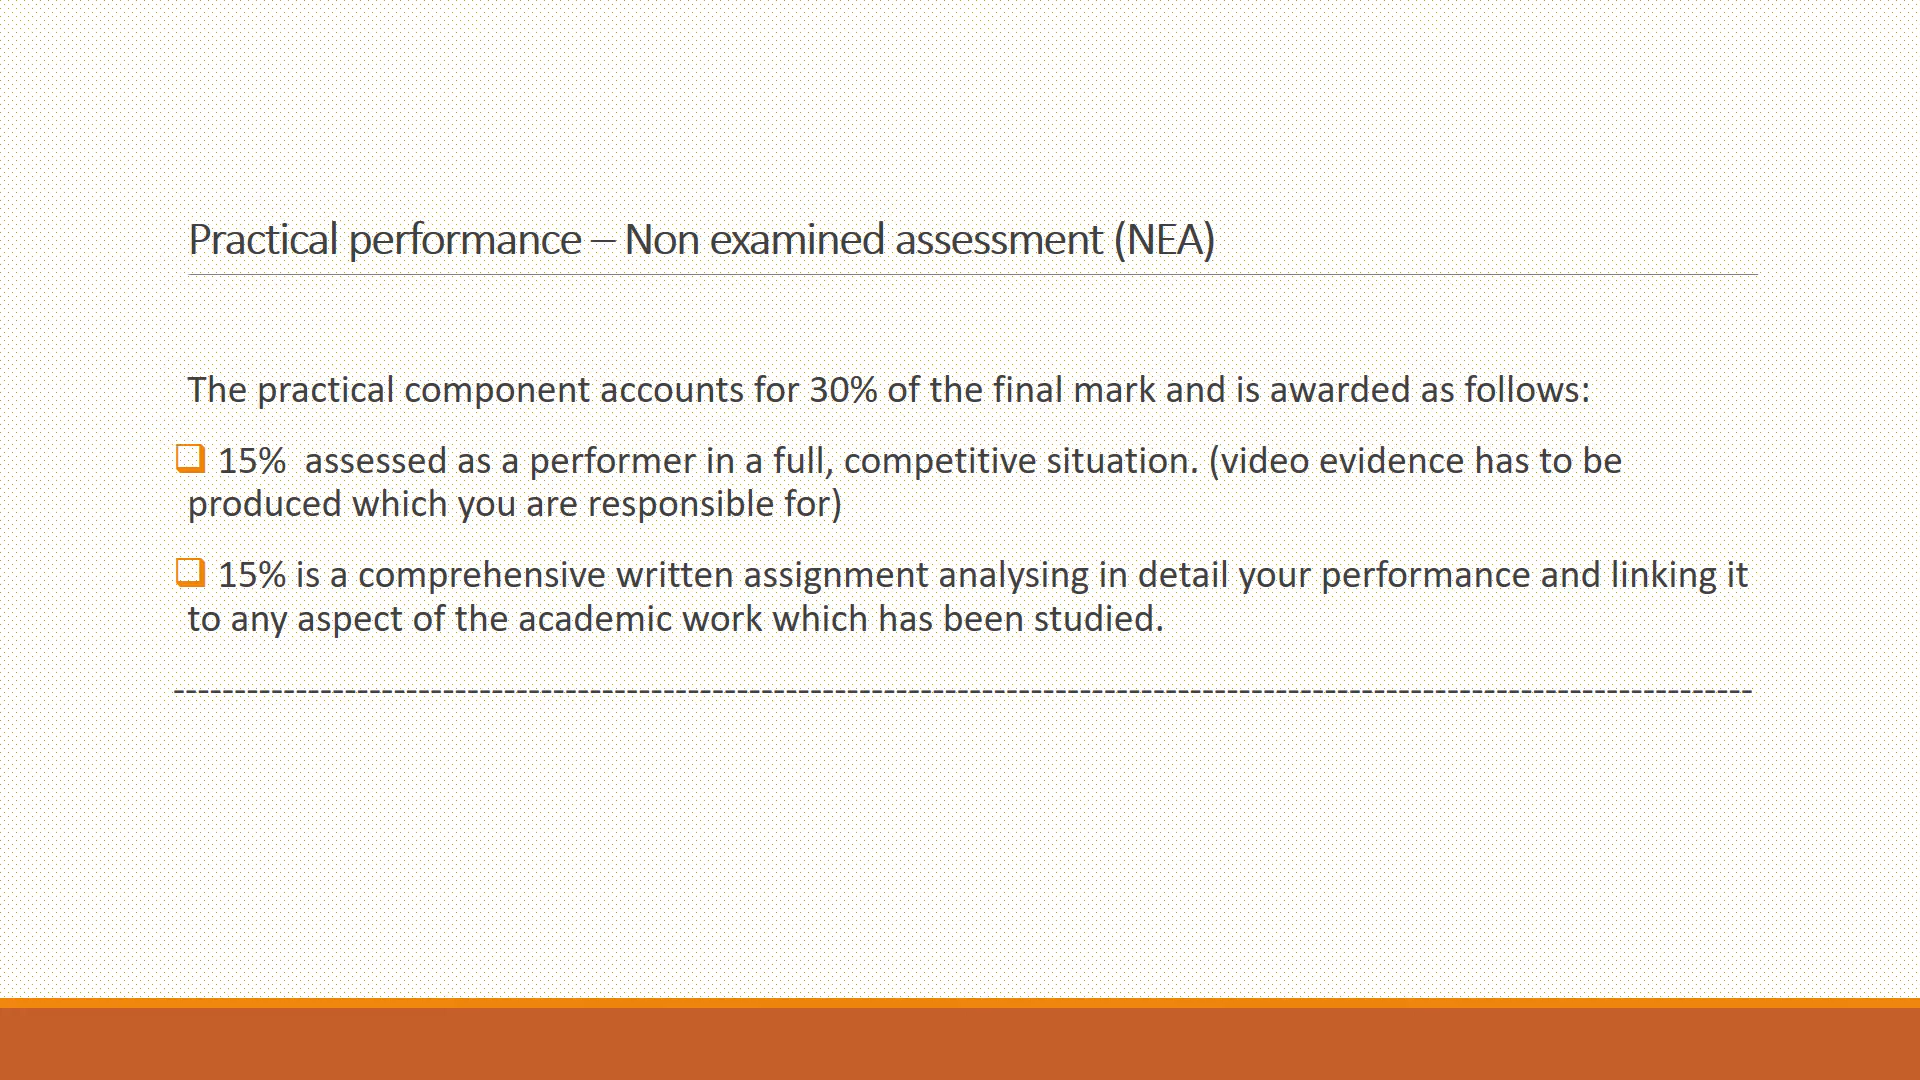 Practical performance – Non examined assessment (NEA)
The practical component accounts for 30% of the final mark and is awarded as follows:
❑ 15%  assessed as a performer in a full, competitive situation. (video evidence has to be
produced which you are responsible for)
❑ 15% is a comprehensive written assignment analysing in detail your performance and linking it
to any aspect of the academic work which has been studied.
---------------------------------------------------------------------------------------------------------------------------------